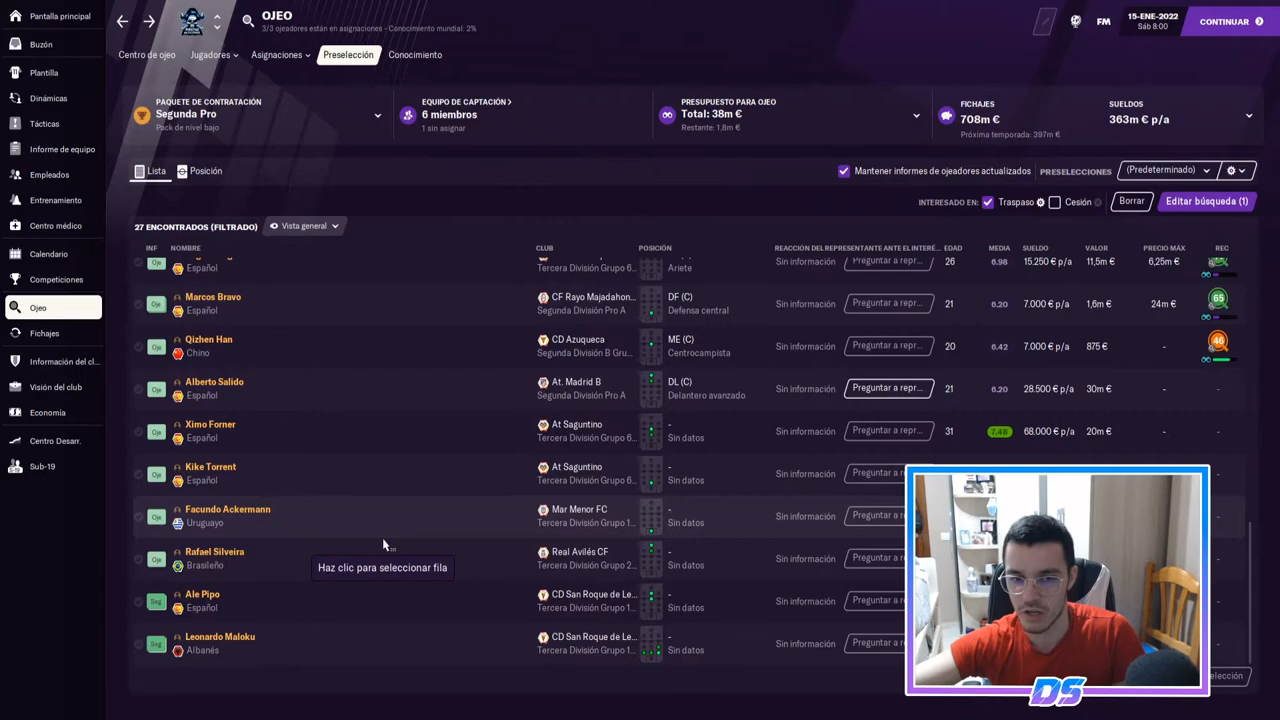 Pantalla principal
Buzón
Plantilla
Dinámicas
Tácticas
Informe de equipo
Empleados
Entrenamiento
Centro médico
Calendario
Competiciones
Ojeo
Fichajes
Información del cl...
Visión del club
Economía
Centro Desarr.
Sub-19
OJEO
3/3 ojeadores están en asignaciones - Conocimiento mundial: 2%
FM
15-ENE-2022
Sáb 8:00
CONTINUAR
Centro de ojeo Jugadores Asignaciones Preselección Conocimiento
PAQUETE DE CONTRATACIÓN
Segunda Pro
Pack de nivel bajo
EQUIPO DE CAPTACIÓN >
6 miembros
1 sin asignar
PRESUPUESTO PARA OJEO
Total: 38m €
Restante: 1,8m €
FICHAJES
708m €
Próxima temporada: 397m €
SUELDOS
363m € p/a
Lista Posición
Mantener informes de ojeadores actualizados PRESELECCIONES (Predeterminado)
INTERESADO EN: Traspaso Cesión Borrar Editar búsqueda (1)
27 ENCONTRADOS (FILTRADO) Vista general
INF NOMBRE CLUB POSICIÓN REACCIÓN DEL REPRESENTANTE ANTE EL INTERÉ... EDAD MEDIA SUELDO VALOR PRECIO MÁX REC
Oje Tercera División Grupo 6... Sin información Preguntar a repr... 26 6.98 15.250 € p/a 11,5m € 6,25m €
Español Ariete
Oje Marcos Bravo CF Rayo Majadahon... DF (C) Sin información Preguntar a repr... 21 6.20 7.000 € p/a 1,6m € 24m € 65
Español Segunda División Pro A Defensa central
Oje Qizhen Han CD Azuqueca ME (C) Sin información Preguntar a repr... 20 6.42 7.000 € p/a 875 € - 46
Chino Segunda División B Gru... Centrocampista
Oje Alberto Salido At. Madrid B DL (C) Sin información Preguntar a repr... 21 6.20 28.500 € p/a 30m € - -
Español Segunda División Pro A Delantero avanzado
Oje Ximo Forner At Saguntino - Sin información Preguntar a repr... 31 7.48 68.000 € p/a 20m € - -
Español Tercera División Grupo 6... Sin datos
Oje Kike Torrent At Saguntino - Sin información Preguntar a -
Español Tercera División Grupo 6... Sin datos
Oje Facundo Ackermann Mar Menor FC - Sin información Preguntar a -
Uruguayo Tercera División Grupo 1... Sin datos
Oje Rafael Silveira Real Avilés CF - Sin información Preguntar a -
Brasileño Tercera División Grupo 2... Sin datos
Haz clic para seleccionar fila
Seg Ale Pipo CD San Roque de Le... - Sin información Preguntar a -
Español Tercera División Grupo 1... Sin datos
Seg Leonardo Maloku CD San Roque de Le... - Sin información Preguntar a -
Albanés Tercera División Grupo 1... Sin datos
DS